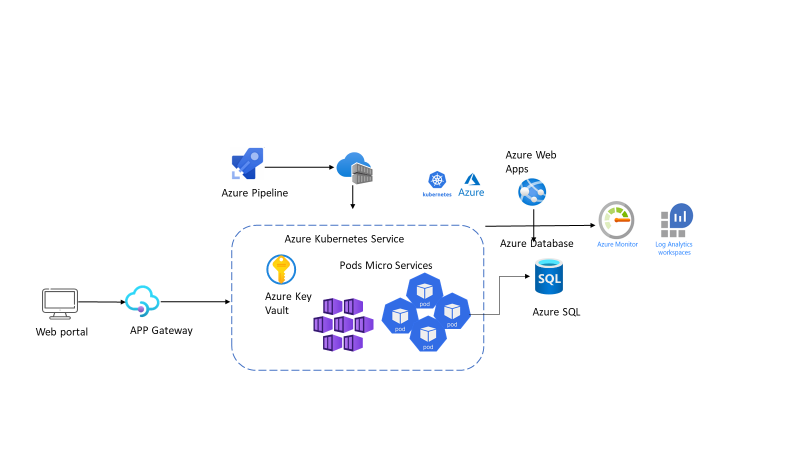 Azure Web
Apps
Azure Pipeline
kubernetes
Azure
Azure Kubernetes Service
Azure Database
Azure Monitor
Log Analytics
workspaces
Pods Micro Services
SQL
Azure Key
Vault
pod
pod
pod
pod
Azure SQL
Web portal
APP Gateway